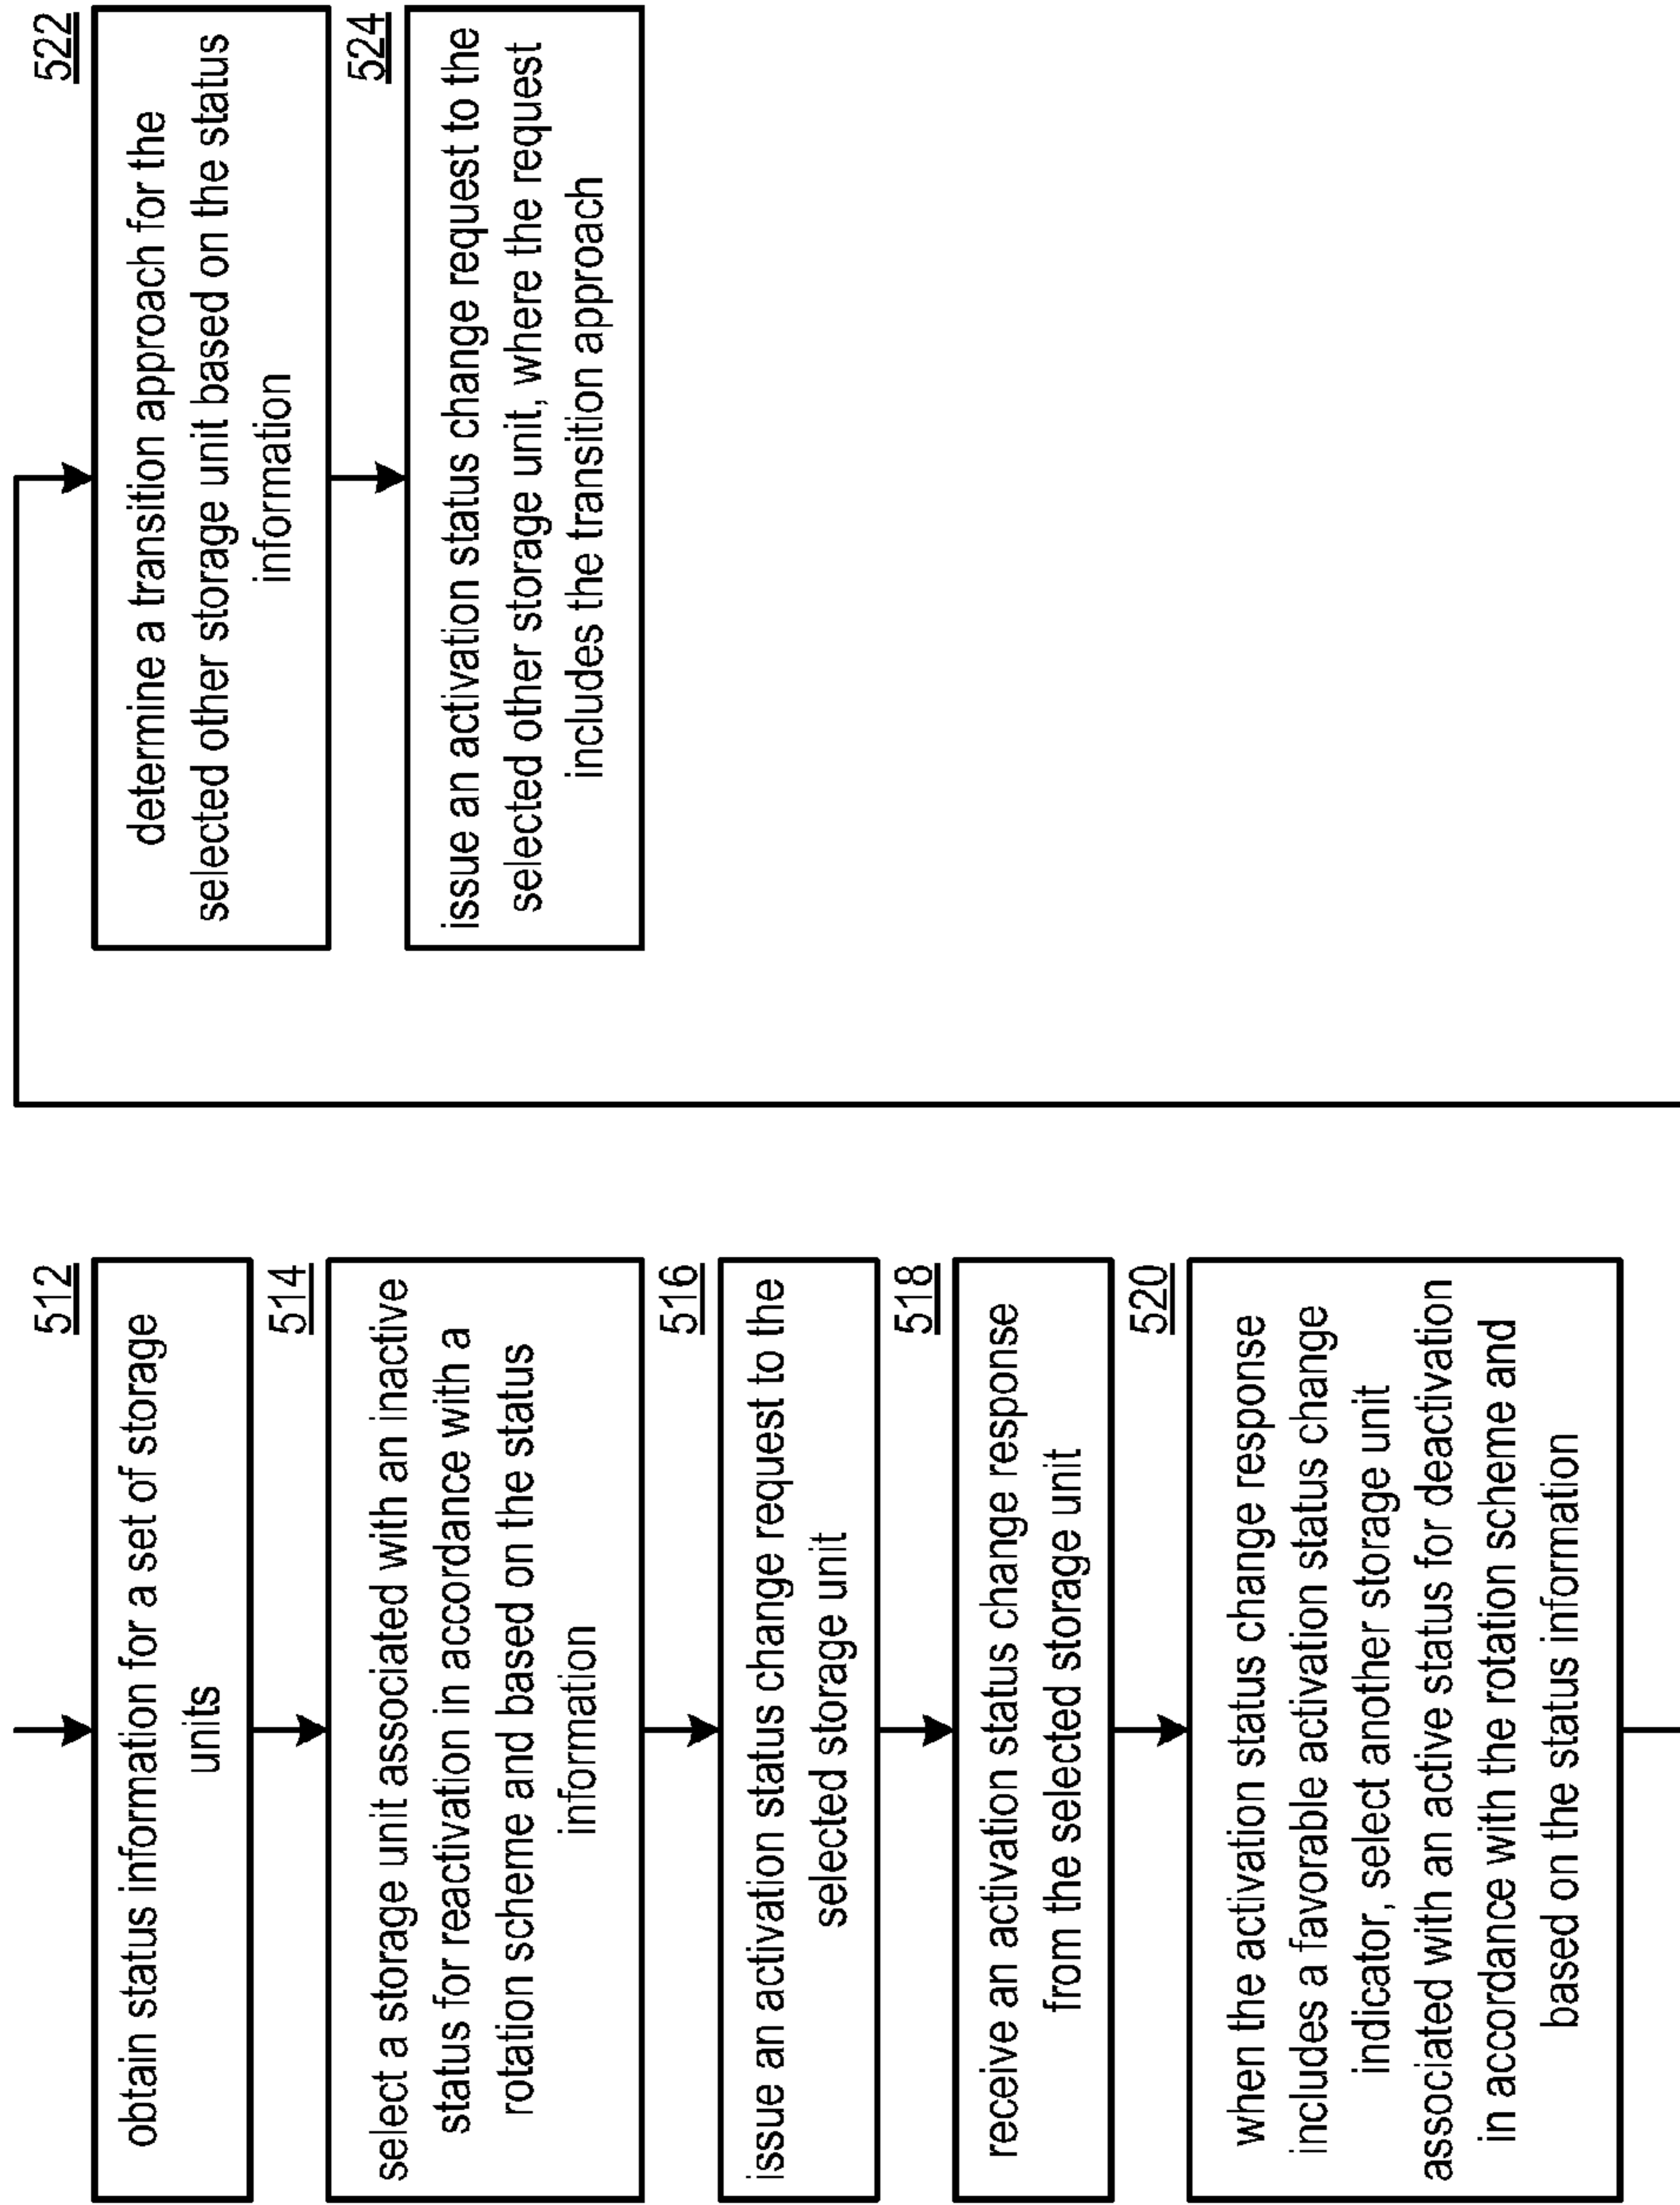 512
obtain status information for a set of storage
units
514
select a storage unit associated with an inactive
status for reactivation in accordance with a
rotation scheme and based on the status
information
516
issue an activation status change request to the
selected storage unit
518
receive an activation status change response
from the selected storage unit
520
when the activation status change response
includes a favorable activation status change
indicator, select another storage unit
associated with an active status for deactivation
in accordance with the rotation scheme and
based on the status information
522
determine a transition approach for the
selected other storage unit based on the status
information
524
issue an activation status change request to the
selected other storage unit, where the request
includes the transition approach